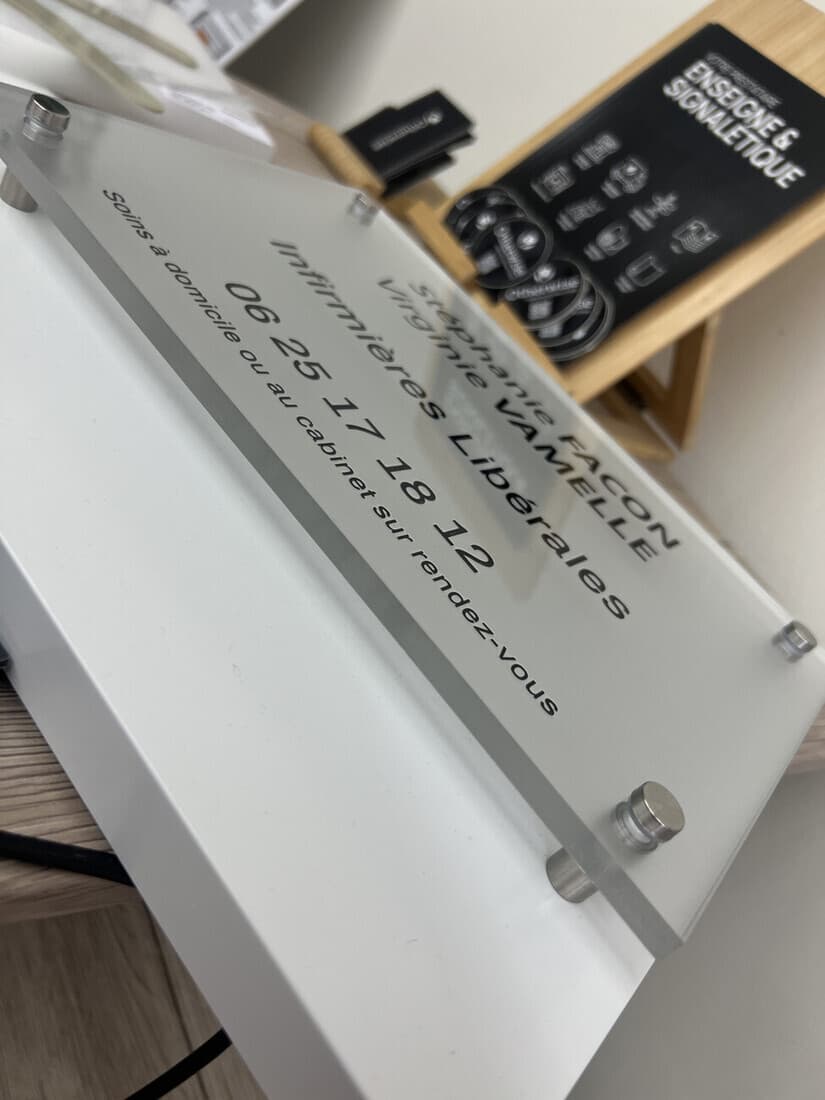 Stéphanie FACON
Virginie VAMELLE
Infirmières Libérales
06 25 17 18 12
Soins à domicile ou au cabinet sur rendez-vous
ENSEIGNE &
SIGNALETIQUE